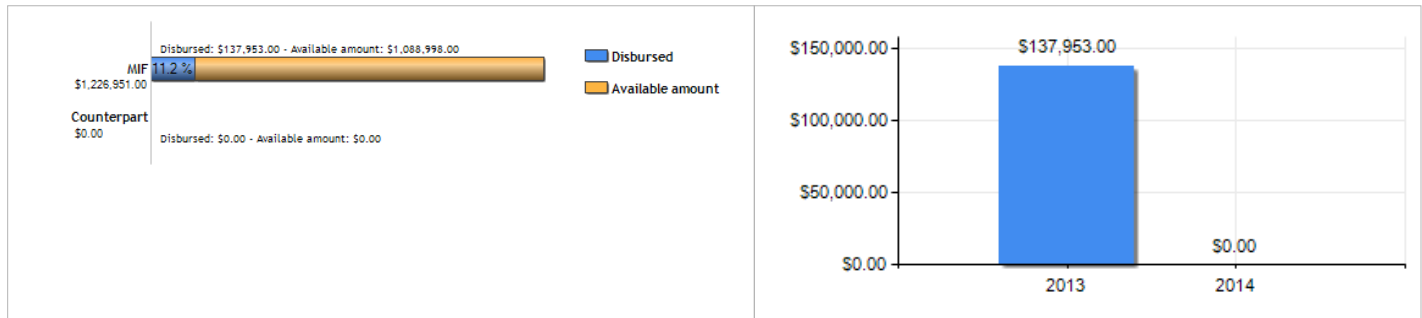 Disbursed: $137,953.00 - Available amount: $1,088,998.00
MIF 11.2 %
$1,226,951.00
Counterpart
$0.00
Disbursed: $0.00 - Available amount: $0.00
Disbursed
Available amount
$150,000.00
$137,953.00
$100,000.00
$50,000.00
$0.00
$0.00
2013 2014